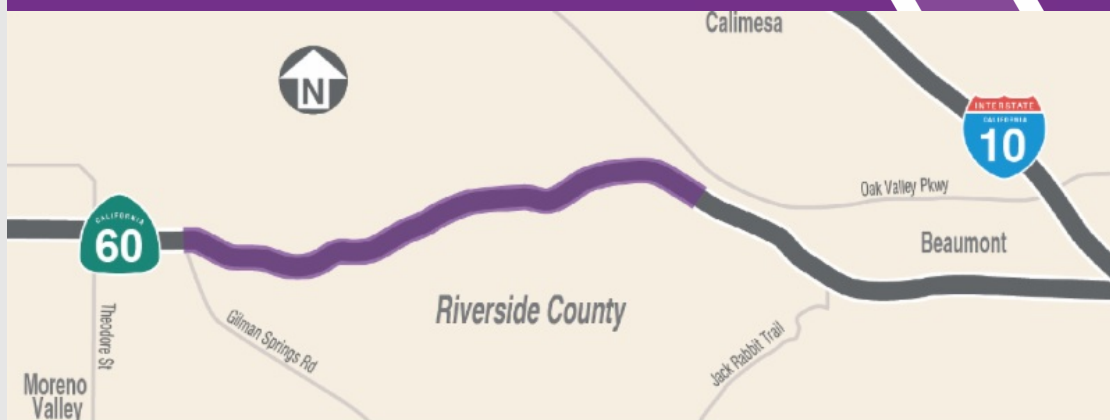 Calimesa
N
INTERSTATE
CALIFORNIA
10
Oak Valley Pkwy
CALIFORNIA
60
Beaumont
Riverside County
Theodore St
Gilman Springs Rd
Jack Rabbit Trail
Moreno
Valley